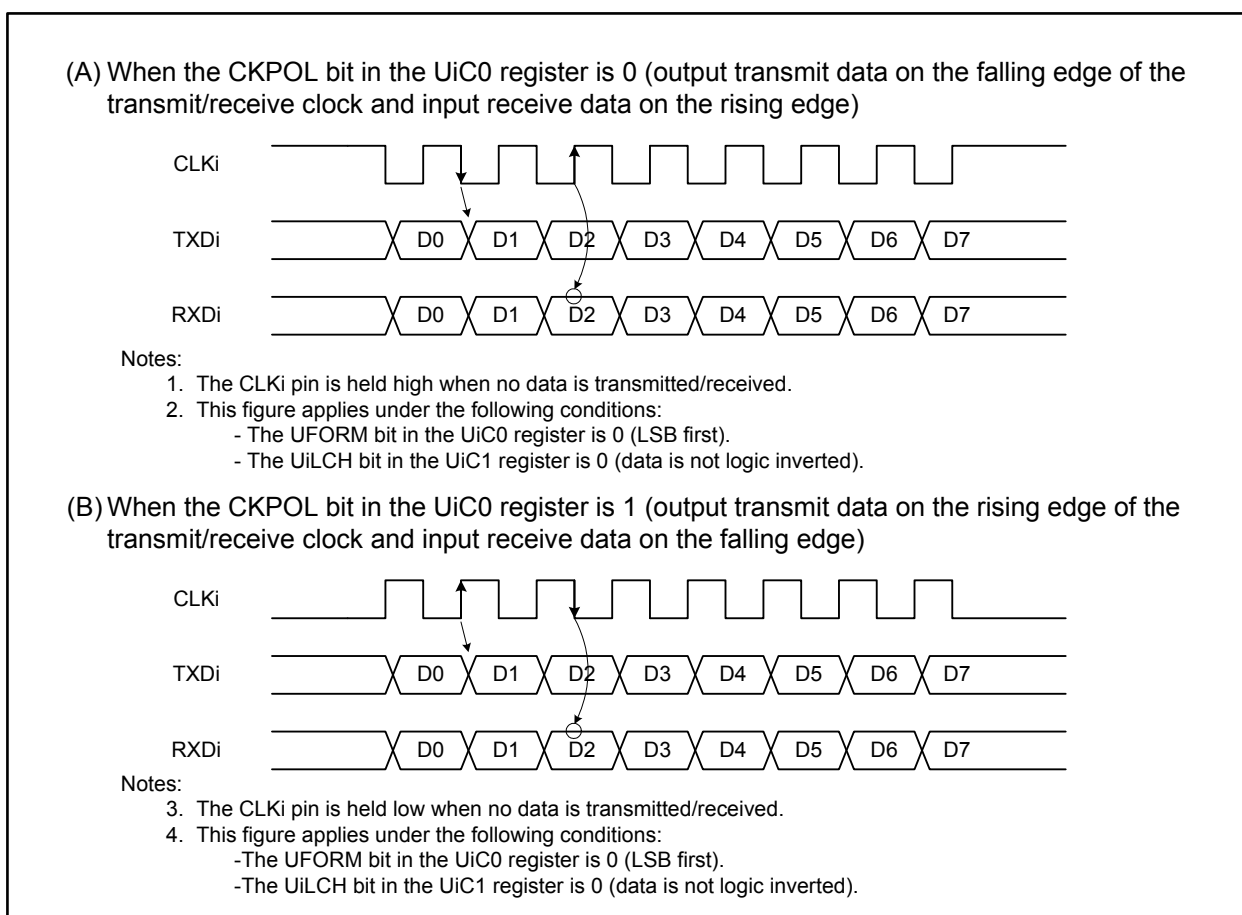 (A) When the CKPOL bit in the UiC0 register is 0 (output transmit data on the falling edge of the
transmit/receive clock and input receive data on the rising edge)
CLKi
TXDi D0 D1 D2 D3 D4 D5 D6 D7
RXDi D0 D1 D2 D3 D4 D5 D6 D7
Notes:
1. The CLKi pin is held high when no data is transmitted/received.
2. This figure applies under the following conditions:
- The UFORM bit in the UiC0 register is 0 (LSB first).
- The UiLCH bit in the UiC1 register is 0 (data is not logic inverted).
(B) When the CKPOL bit in the UiC0 register is 1 (output transmit data on the rising edge of the
transmit/receive clock and input receive data on the falling edge)
CLKi
TXDi D0 D1 D2 D3 D4 D5 D6 D7
RXDi D0 D1 D2 D3 D4 D5 D6 D7
Notes:
3. The CLKi pin is held low when no data is transmitted/received.
4. This figure applies under the following conditions:
-The UFORM bit in the UiC0 register is 0 (LSB first).
-The UiLCH bit in the UiC1 register is 0 (data is not logic inverted).